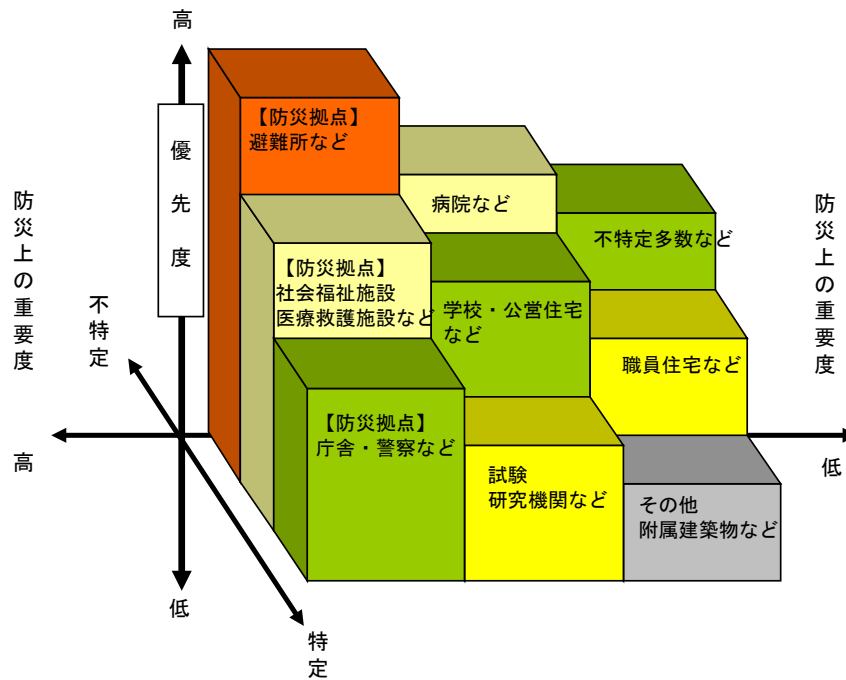 高
優先度
防災上の重要度
高
不特定
低
特定
【防災拠点】
避難所など
病院など
不特定多数など
【防災拠点】
社会福祉施設
医療救護施設など
学校・公営住宅
など
職員住宅など
【防災拠点】
庁舎・警察など
試験
研究機関など
その他
附属建築物など
防災上の重要度
低